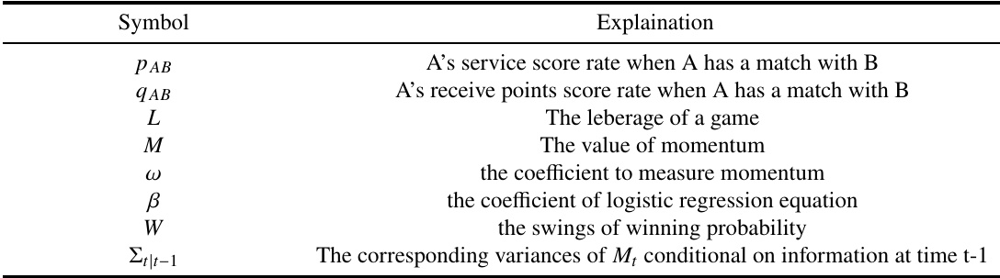 Symbol Explaination
p_{AB} A's service score rate when A has a match with B
q_{AB} A's receive points score rate when A has a match with B
L The leberage of a game
M The value of momentum
ω the coefficient to measure momentum
β the coefficient of logistic regression equation
W the swings of winning probability
Σ_{t|t−1} The corresponding variances of M_t conditional on information at time t-1